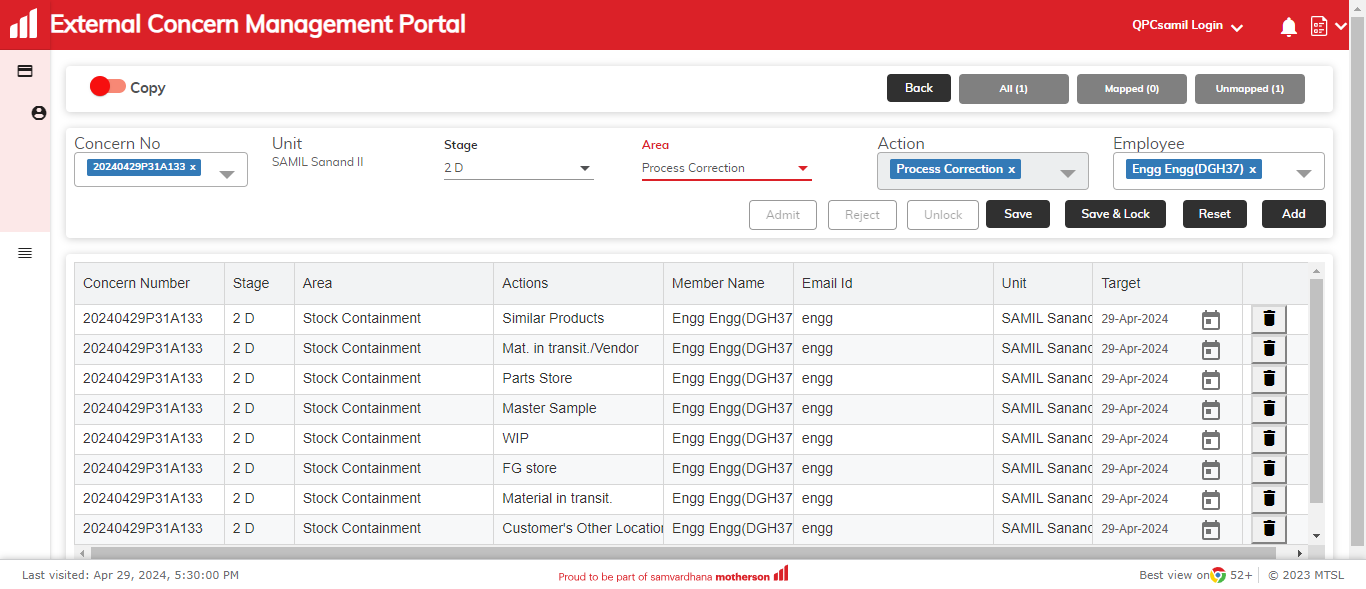 External Concern Management Portal
QPCsamil Login
Copy
Back All (1) Mapped (0) Unmapped (1)
Concern No Unit Stage Area Action Employee
20240429P31A133 x SAMIL Sanand II 2 D Process Correction Process Correction x Engg Engg(DGH37) x
Admit Reject Unlock Save Save & Lock Reset Add
Concern Number Stage Area Actions Member Name Email Id Unit Target
20240429P31A133 2 D Stock Containment Similar Products Engg Engg(DGH37 engg SAMIL Sanand 29-Apr-2024
20240429P31A133 2 D Stock Containment Mat. in transit./Vendor Engg Engg(DGH37 engg SAMIL Sanand 29-Apr-2024
20240429P31A133 2 D Stock Containment Parts Store Engg Engg(DGH37 engg SAMIL Sanand 29-Apr-2024
20240429P31A133 2 D Stock Containment Master Sample Engg Engg(DGH37 engg SAMIL Sanand 29-Apr-2024
20240429P31A133 2 D Stock Containment WIP Engg Engg(DGH37 engg SAMIL Sanand 29-Apr-2024
20240429P31A133 2 D Stock Containment FG store Engg Engg(DGH37 engg SAMIL Sanand 29-Apr-2024
20240429P31A133 2 D Stock Containment Material in transit. Engg Engg(DGH37 engg SAMIL Sanand 29-Apr-2024
20240429P31A133 2 D Stock Containment Customer's Other Location Engg Engg(DGH37 engg SAMIL Sanand 29-Apr-2024
Last visited: Apr 29, 2024, 5:30:00 PM Proud to be part of samvardhana motherson Best view on 52+ © 2023 MTSL